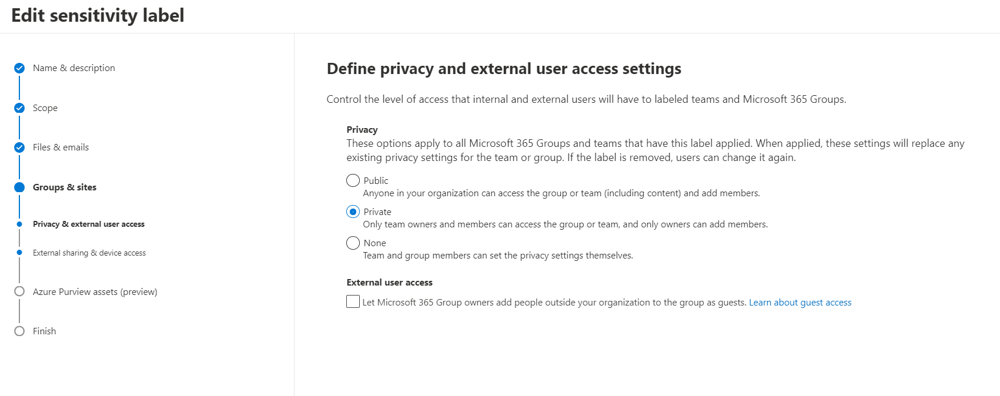 Edit sensitivity label
Name & description
Scope
Files & emails
Groups & sites
Privacy & external user access
External sharing & device access
Azure Purview assets (preview)
Finish
Define privacy and external user access settings
Control the level of access that internal and external users will have to labeled teams and Microsoft 365 Groups.
Privacy
These options apply to all Microsoft 365 Groups and teams that have this label applied. When applied, these settings will replace any
existing privacy settings for the team or group. If the label is removed, users can change it again.
Public
Anyone in your organization can access the group or team (including content) and add members.
Private
Only team owners and members can access the group or team, and only owners can add members.
None
Team and group members can set the privacy settings themselves.
External user access
Let Microsoft 365 Group owners add people outside your organization to the group as guests. Learn about guest access